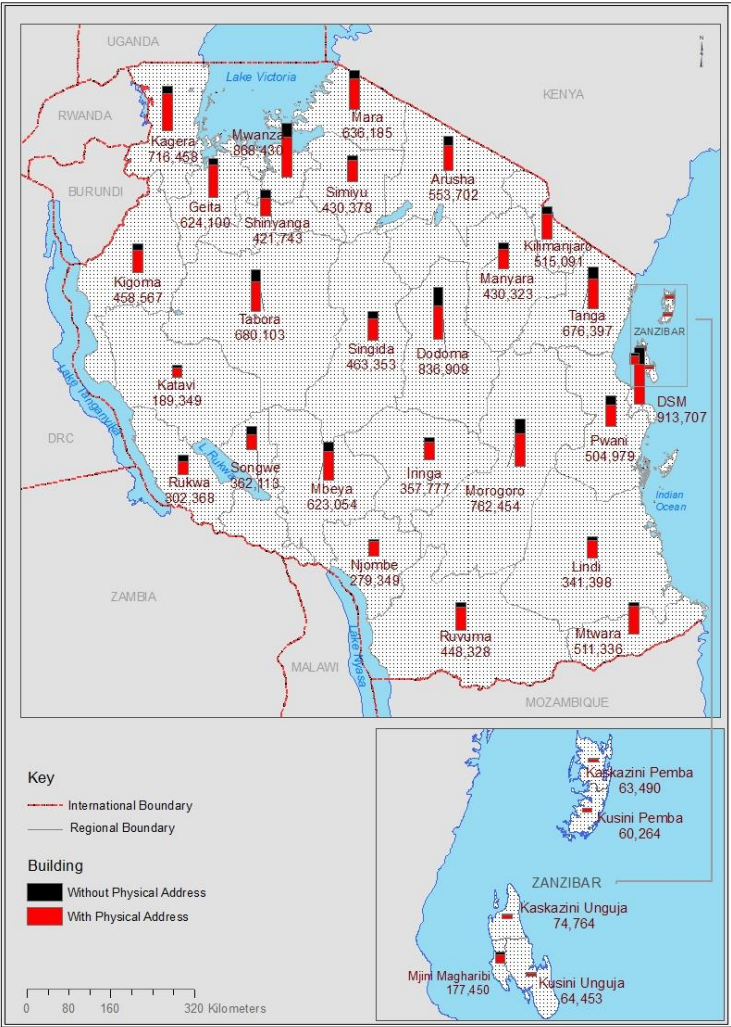 UGANDA
Lake Victoria
KENYA
RWANDA
BURUNDI
Kagera
716,458
Mwanza
868,430
Mara
636,185
Geita
624,100
Shinyanga
421,743
Simiyu
430,378
Arusha
553,702
Kilimanjaro
515,091
Kigoma
458,567
Tabora
680,103
Singida
463,353
Dodoma
836,909
Manyara
430,323
Tanga
676,397
ZANZIBAR
DSM
913,707
Pwani
504,979
Katavi
189,349
Lake Tanganyika
DRC
Rukwa
302,368
L.Rukwa
Songwe
362,113
Mbeya
623,054
Iringa
357,777
Morogoro
762,454
Indian
Ocean
Njombe
279,349
Lindi
341,398
Ruvuma
448,328
Mtwara
511,336
ZAMBIA
MALAWI
Lake Nyasa
MOZAMBIQUE
Kaskazini Pemba
63,490
Kusini Pemba
60,264
ZANZIBAR
Kaskazini Unguja
74,764
Mjini Magharibi
177,450
Kusini Unguja
64,453
Key
International Boundary
Regional Boundary
Building
Without Physical Address
With Physical Address
0 80 160 320 Kilometers